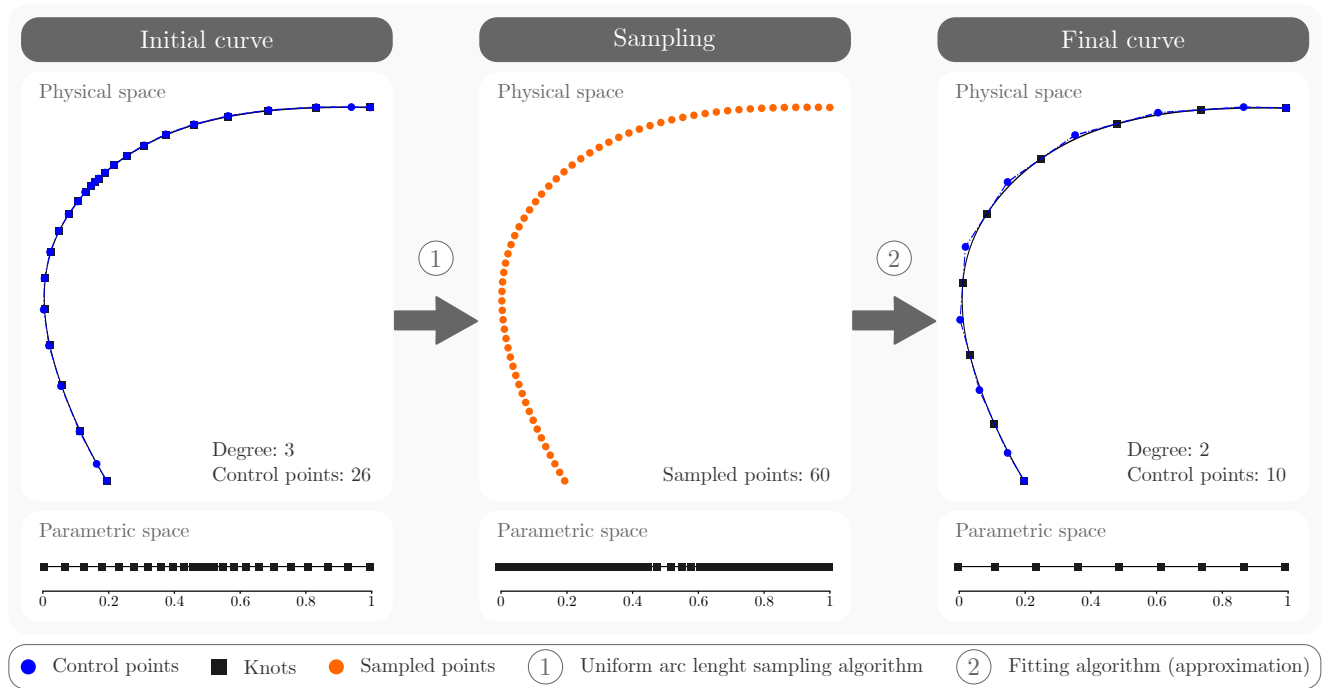 Initial curve
Sampling
Final curve
Physical space
Physical space
Physical space
1
2
Degree: 3
Control points: 26
Sampled points: 60
Degree: 2
Control points: 10
Parametric space
Parametric space
Parametric space
0 0.2 0.4 0.6 0.8 1
0 0.2 0.4 0.6 0.8 1
0 0.2 0.4 0.6 0.8 1
Control points Knots Sampled points 1 Uniform arc lenght sampling algorithm 2 Fitting algorithm (approximation)